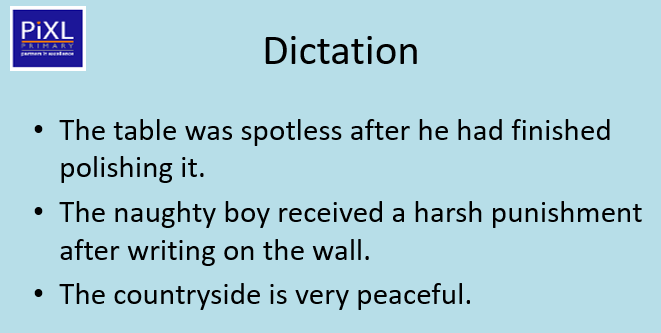 PiXL
PRIMARY
partners in excellence
Dictation
• The table was spotless after he had finished
polishing it.
• The naughty boy received a harsh punishment
after writing on the wall.
• The countryside is very peaceful.